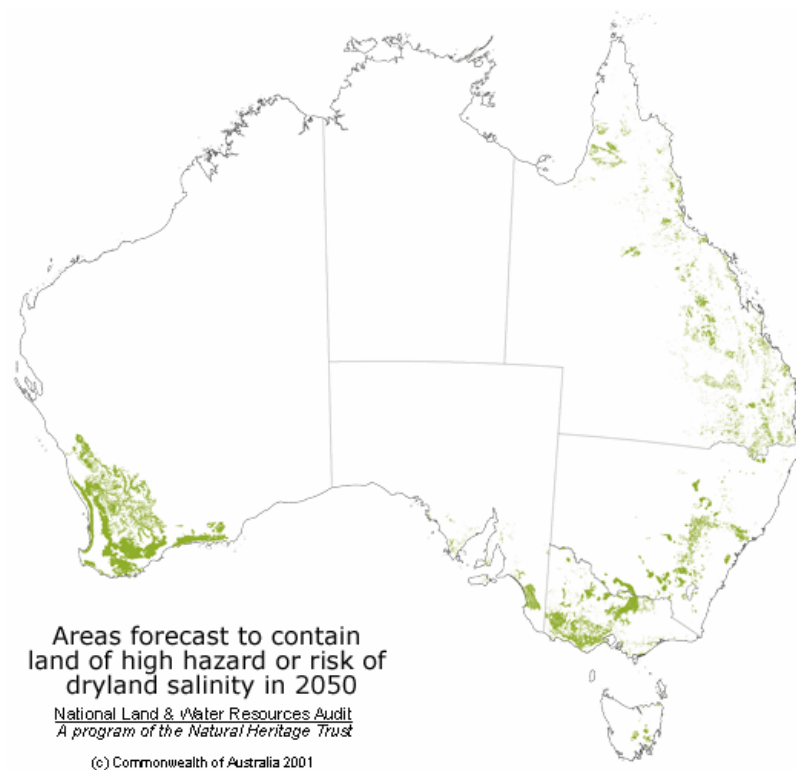 Areas forecast to contain
land of high hazard or risk of
dryland salinity in 2050
National Land & Water Resources Audit
A program of the Natural Heritage Trust
(c) Commonwealth of Australia 2001